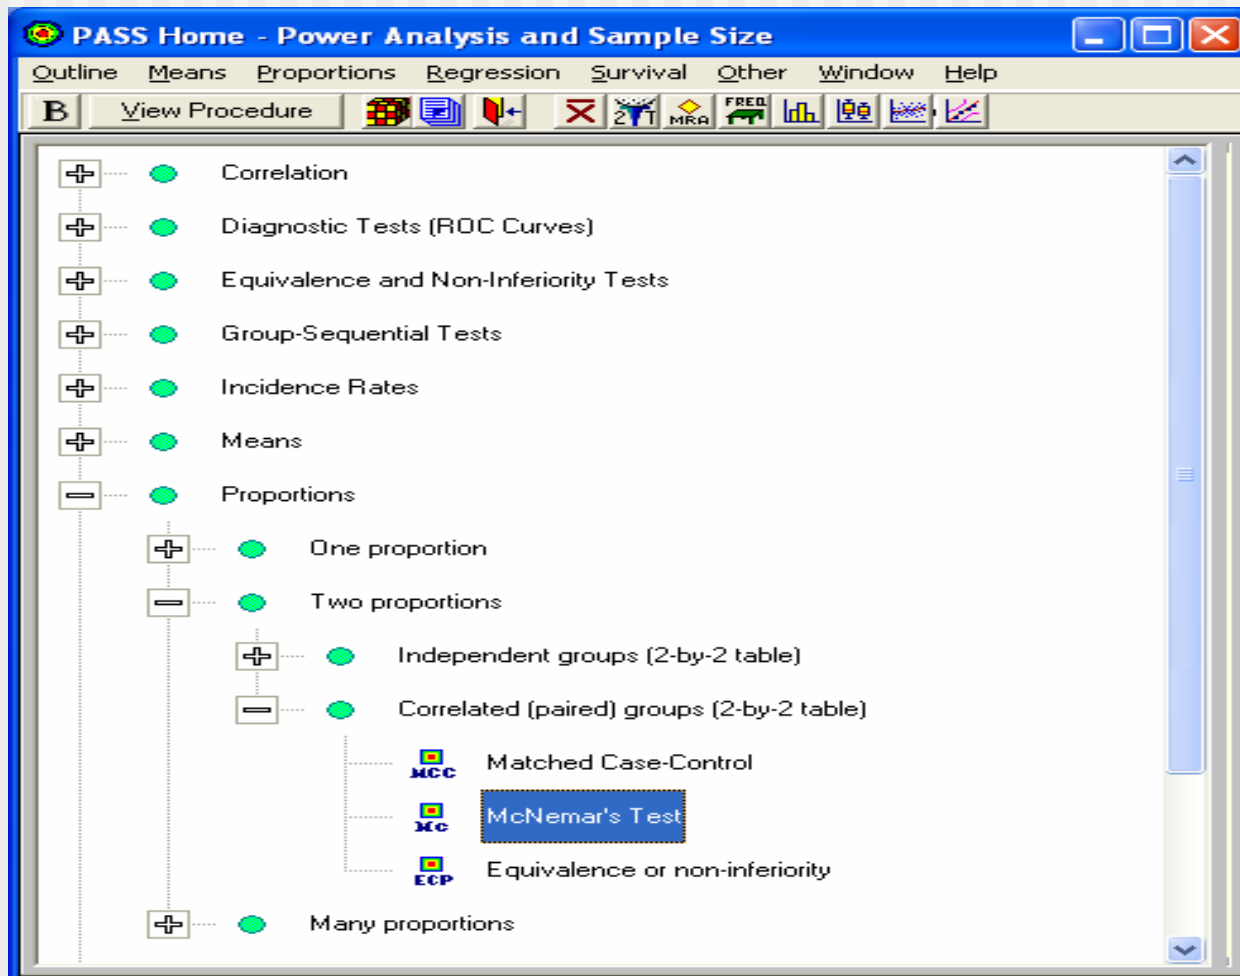 PASS Home - Power Analysis and Sample Size
Outline Means Proportions Regression Survival Other Window Help
B View Procedure 2T MRA FREQ
Correlation
Diagnostic Tests (ROC Curves)
Equivalence and Non-Inferiority Tests
Group-Sequential Tests
Incidence Rates
Means
Proportions
One proportion
Two proportions
Independent groups (2-by-2 table)
Correlated (paired) groups (2-by-2 table)
MCC Matched Case-Control
Mc McNemar's Test
ECP Equivalence or non-inferiority
Many proportions